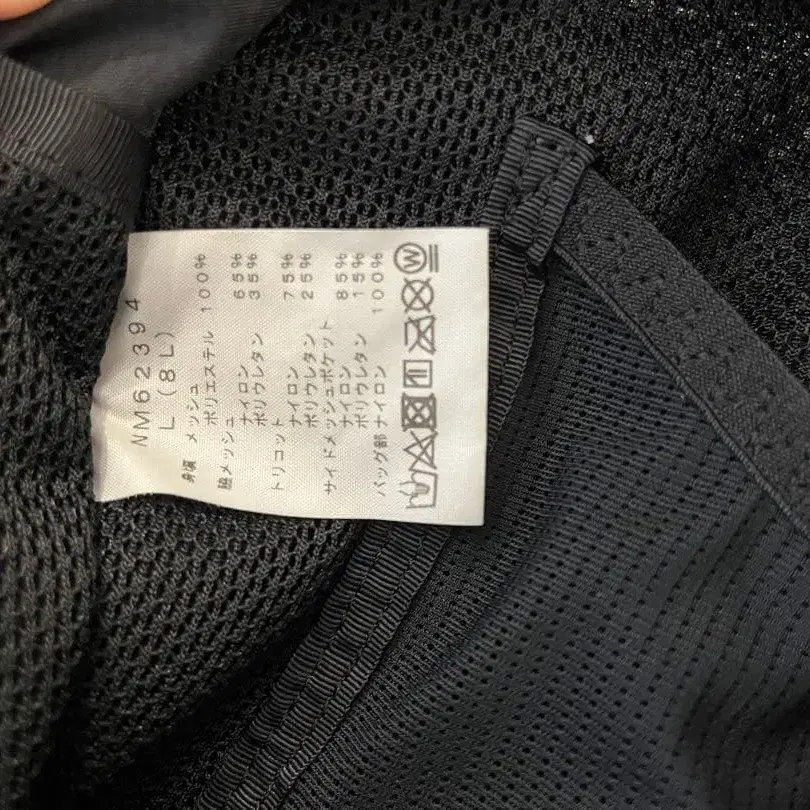 NM62394
L (8L)
身頃 メッシュ
ポリエステル 100%
脇メッシュ
ナイロン 65%
ポリウレタン 35%
トリコット
ナイロン 75%
ポリウレタン 25%
サイドメッシュポケット
ナイロン 85%
ポリウレタン 15%
バッグ部 ナイロン 100%
W